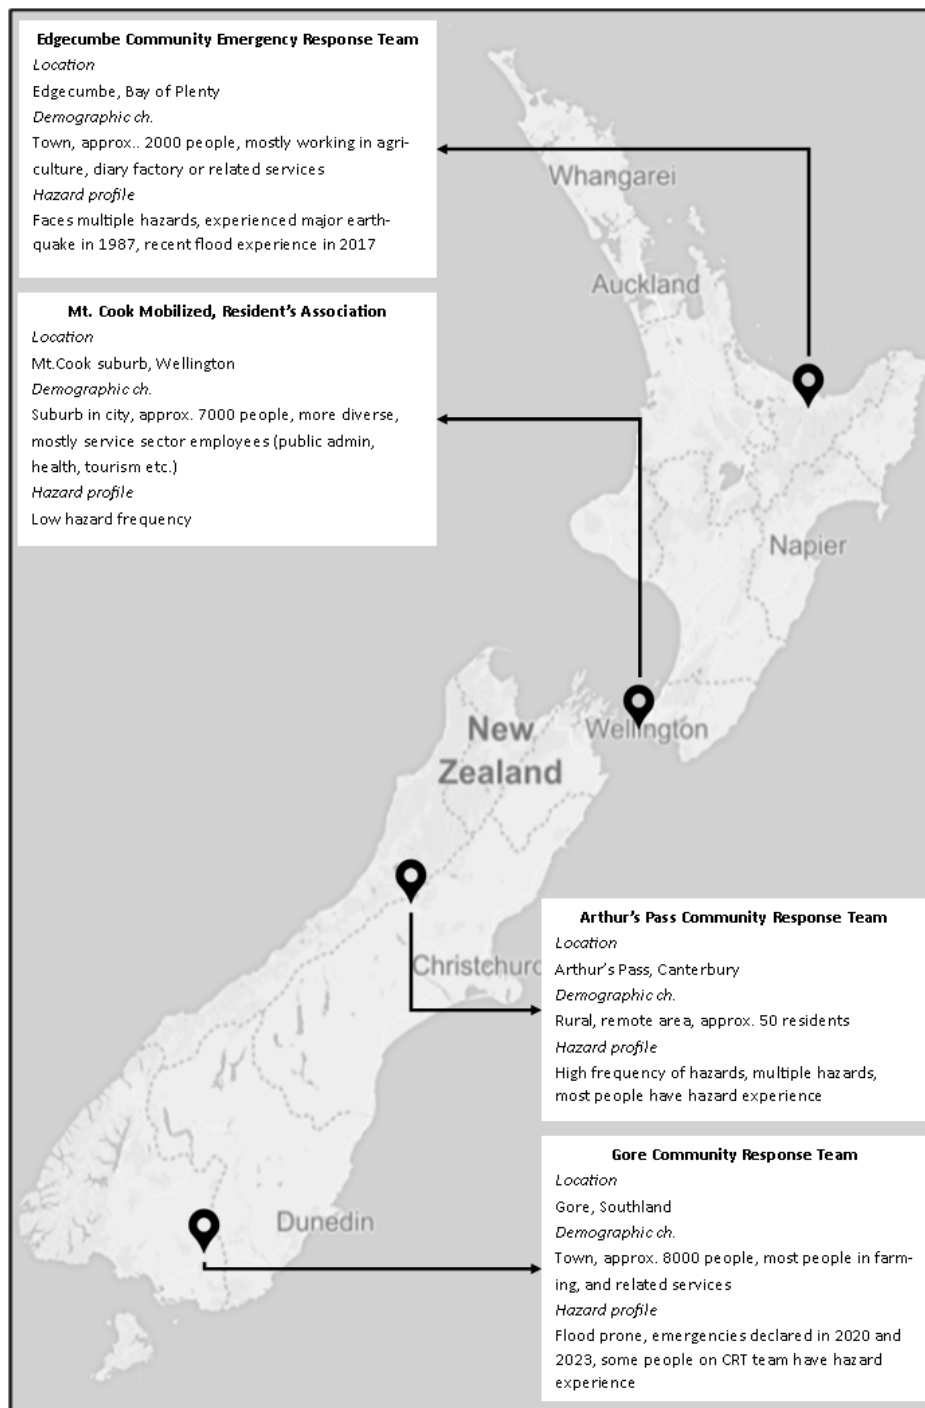 Edgecumbe Community Emergency Response Team
Location
Edgecumbe, Bay of Plenty
Demographic ch.
Town, approx.. 2000 people, mostly working in agri-
culture, diary factory or related services
Hazard profile
Faces multiple hazards, experienced major earth-
quake in 1987, recent flood experience in 2017
Whangarei
Auckland
Mt. Cook Mobilized, Resident's Association
Location
Mt.Cook suburb, Wellington
Demographic ch.
Suburb in city, approx. 7000 people, more diverse,
mostly service sector employees (public admin,
health, tourism etc.)
Hazard profile
Low hazard frequency
Napier
Wellington
New
Zealand
Christchurc
Arthur's Pass Community Response Team
Location
Arthur's Pass, Canterbury
Demographic ch.
Rural, remote area, approx. 50 residents
Hazard profile
High frequency of hazards, multiple hazards,
most people have hazard experience
Dunedin
Gore Community Response Team
Location
Gore, Southland
Demographic ch.
Town, approx. 8000 people, most people in farm-
ing, and related services
Hazard profile
Flood prone, emergencies declared in 2020 and
2023, some people on CRT team have hazard
experience